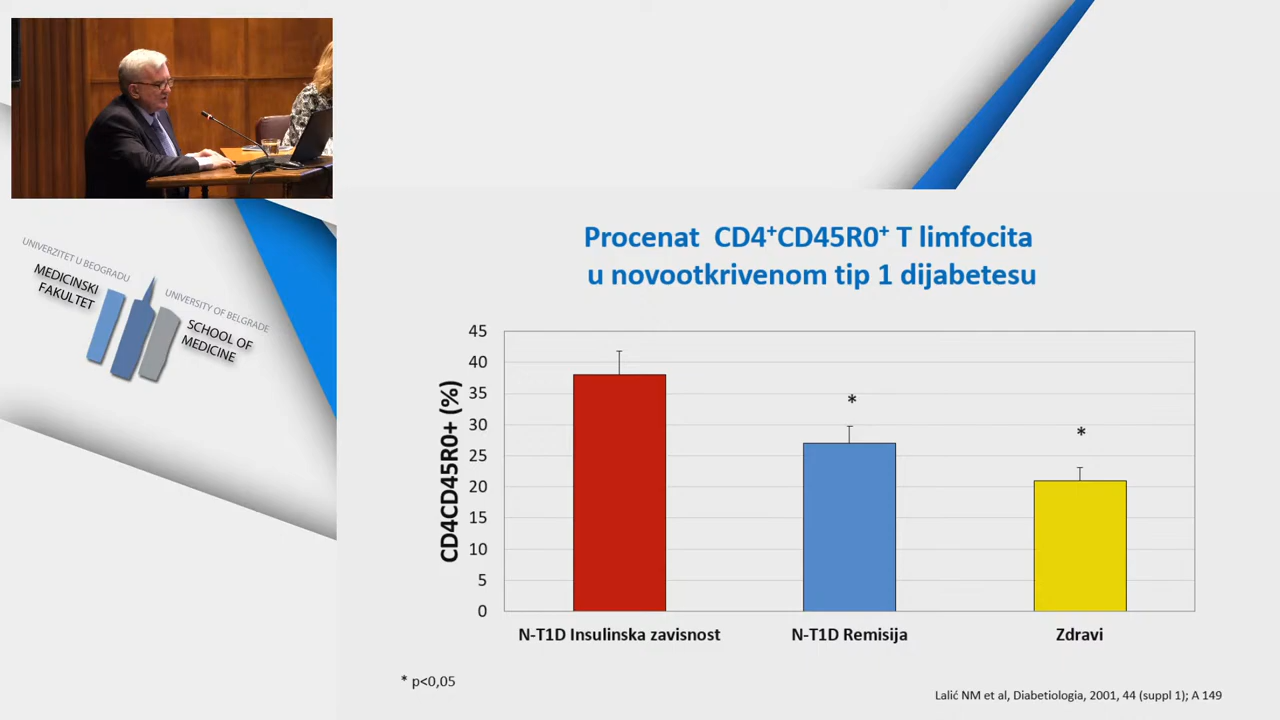 UNIVERZITET U BEOGRADU
MEDICINSKI
FAKULTET
UNIVERSITY OF BELGRADE
SCHOOL OF
MEDICINE
Procenat CD4⁺CD45R0⁺ T limfocita
u novootkrivenom tip 1 dijabetesu
CD4CD45R0+ (%)
45
40
35
30
25
20
15
10
5
0
*
*
N-T1D Insulinska zavisnost
N-T1D Remisija
Zdravi
* p<0,05
Lalić NM et al, Diabetiologia, 2001, 44 (suppl 1); A 149